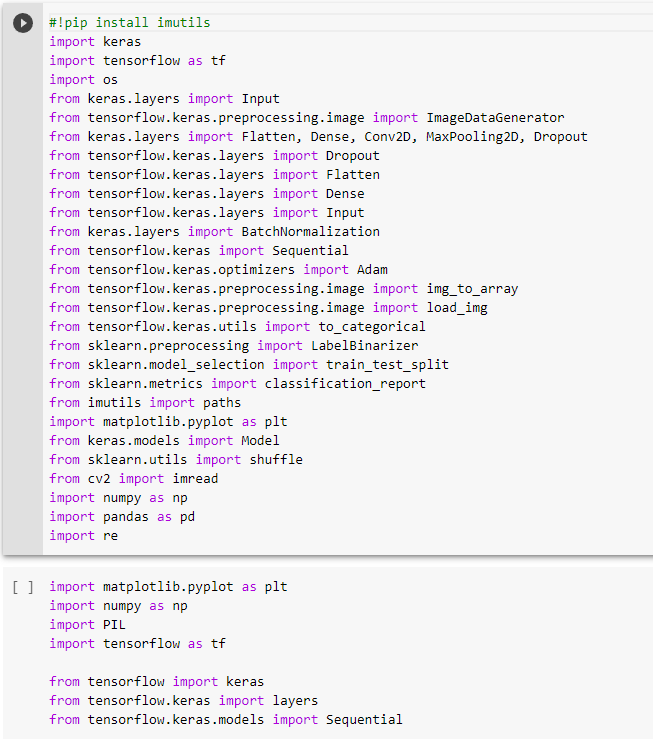 #!pip install imutils
import keras
import tensorflow as tf
import os
from keras.layers import Input
from tensorflow.keras.preprocessing.image import ImageDataGenerator
from keras.layers import Flatten, Dense, Conv2D, MaxPooling2D, Dropout
from tensorflow.keras.layers import Dropout
from tensorflow.keras.layers import Flatten
from tensorflow.keras.layers import Dense
from tensorflow.keras.layers import Input
from keras.layers import BatchNormalization
from tensorflow.keras import Sequential
from tensorflow.keras.optimizers import Adam
from tensorflow.keras.preprocessing.image import img_to_array
from tensorflow.keras.preprocessing.image import load_img
from tensorflow.keras.utils import to_categorical
from sklearn.preprocessing import LabelBinarizer
from sklearn.model_selection import train_test_split
from sklearn.metrics import classification_report
from imutils import paths
import matplotlib.pyplot as plt
from keras.models import Model
from sklearn.utils import shuffle
from cv2 import imread
import numpy as np
import pandas as pd
import re
[ ] import matplotlib.pyplot as plt
import numpy as np
import PIL
import tensorflow as tf
from tensorflow import keras
from tensorflow.keras import layers
from tensorflow.keras.models import Sequential